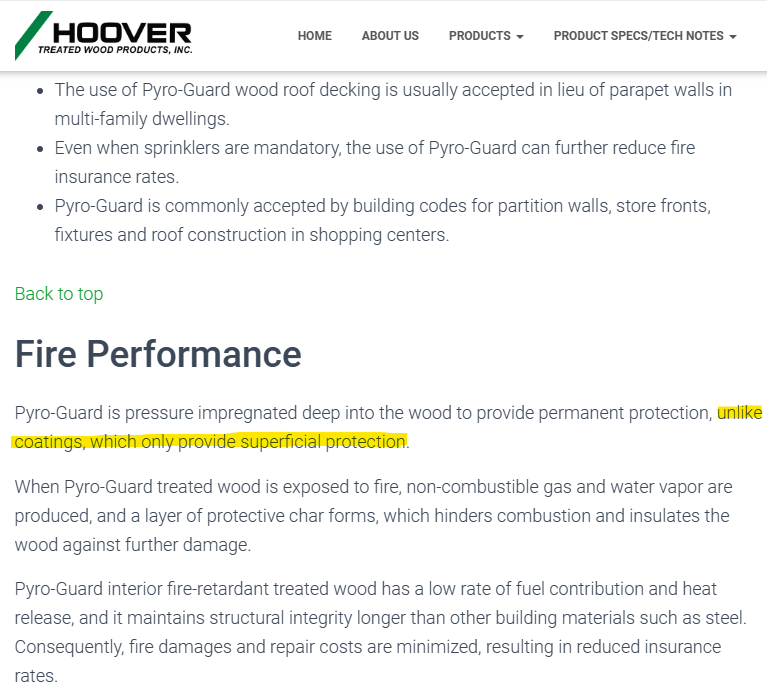 HOOVER
TREATED WOOD PRODUCTS, INC.
HOME ABOUT US PRODUCTS PRODUCT SPECS/TECH NOTES
The use of Pyro-Guard wood roof decking is usually accepted in lieu of parapet walls in
multi-family dwellings.
Even when sprinklers are mandatory, the use of Pyro-Guard can further reduce fire
insurance rates.
Pyro-Guard is commonly accepted by building codes for partition walls, store fronts,
fixtures and roof construction in shopping centers.
Back to top
Fire Performance
Pyro-Guard is pressure impregnated deep into the wood to provide permanent protection, unlike
coatings, which only provide superficial protection.
When Pyro-Guard treated wood is exposed to fire, non-combustible gas and water vapor are
produced, and a layer of protective char forms, which hinders combustion and insulates the
wood against further damage.
Pyro-Guard interior fire-retardant treated wood has a low rate of fuel contribution and heat
release, and it maintains structural integrity longer than other building materials such as steel.
Consequently, fire damages and repair costs are minimized, resulting in reduced insurance
rates.